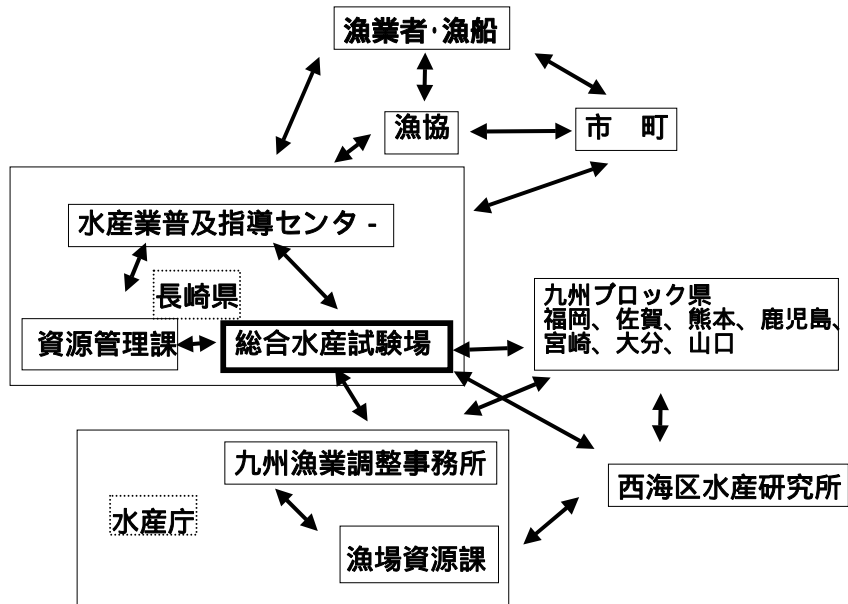 漁業者・漁船
漁協
市　町
水産業普及指導センタ -
長崎県
資源管理課
総合水産試験場
九州ブロック県
福岡、佐賀、熊本、鹿児島、
宮崎、大分、山口
九州漁業調整事務所
西海区水産研究所
水産庁
漁場資源課